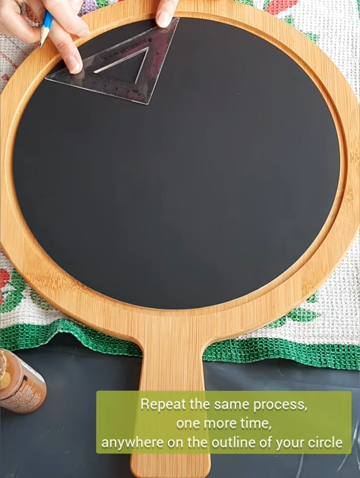 Repeat the same process,
one more time,
anywhere on the outline of your circle